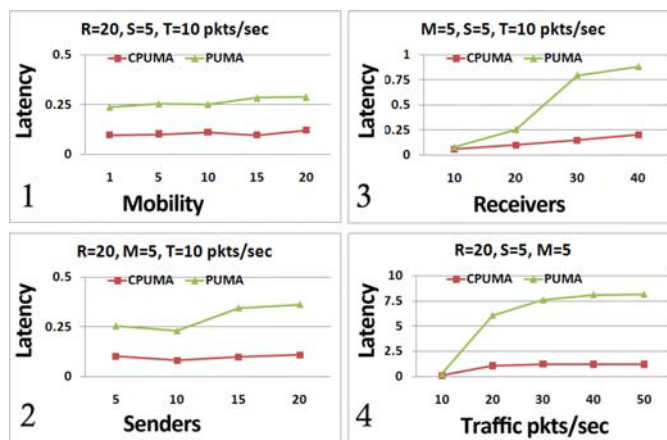 R=20, S=5, T=10 pkts/sec
0.5
CPUMA PUMA
0.25
0
Latency
1 5 10 15 20
1
Mobility
R=20, M=5, T=10 pkts/sec
0.5
CPUMA PUMA
0.25
0
Latency
5 10 15 20
2
Senders
M=5, S=5, T=10 pkts/sec
1
CPUMA PUMA
0.75
0.5
0.25
0
Latency
10 20 30 40
3
Receivers
R=20, S=5, M=5
10
CPUMA PUMA
7.5
5
2.5
0
Latency
10 20 30 40 50
4
Traffic pkts/sec